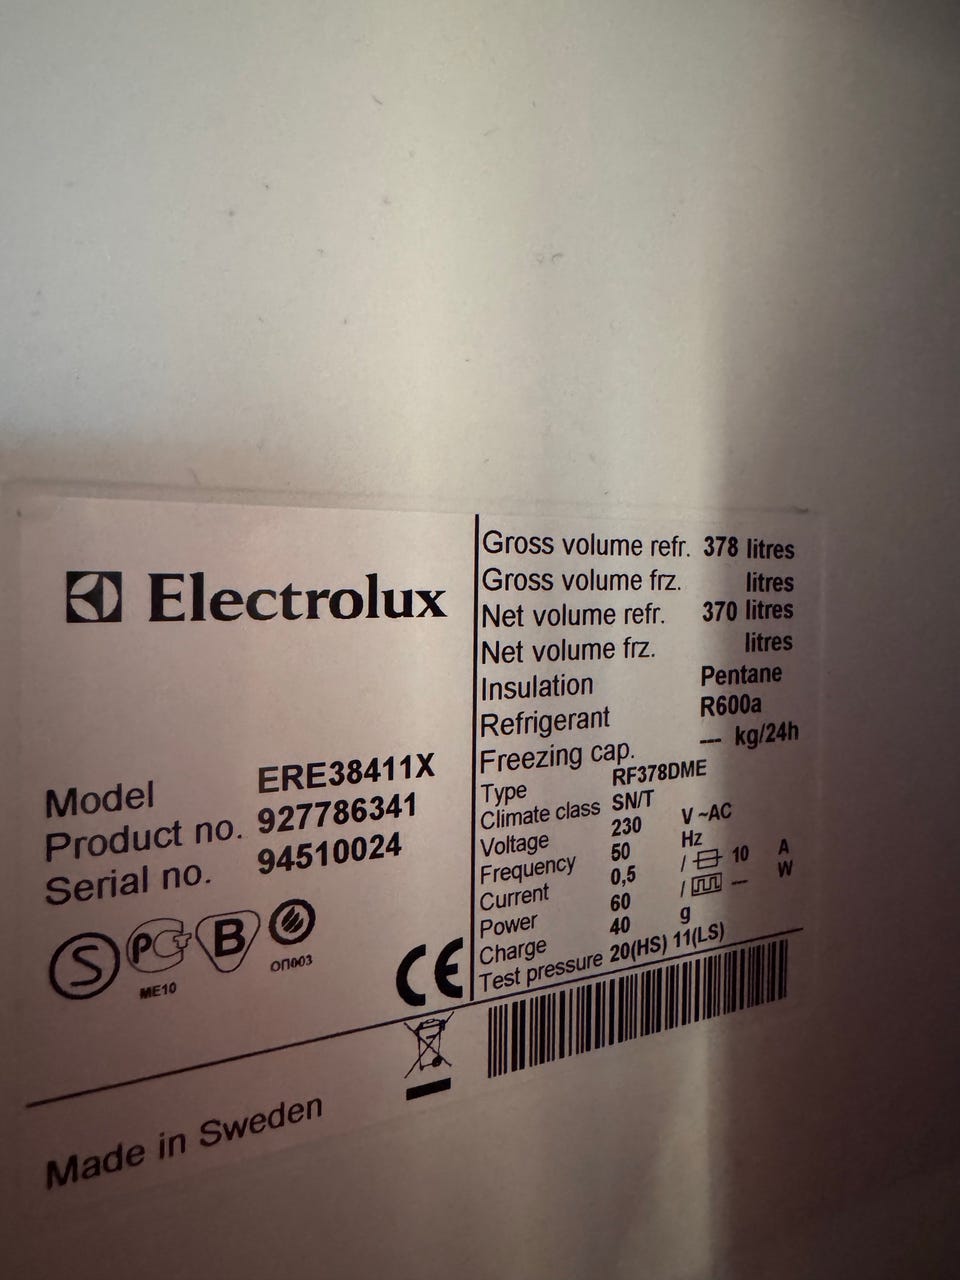 Electrolux
Model ERE38411X
Product no. 927786341
Serial no. 94510024
S
PCT
ME10
B
ОП003
CE
Made in Sweden
Gross volume refr. 378 litres
Gross volume frz. litres
Net volume refr. 370 litres
Net volume frz. litres
Insulation Pentane
Refrigerant R600a
Freezing cap. --- kg/24h
Type RF378DME
Climate class SN/T
Voltage 230 V ~AC
Frequency 50 Hz
Current 0,5 / 10 A
Power 60 / --- W
Charge 40 g
Test pressure 20(HS) 11(LS)